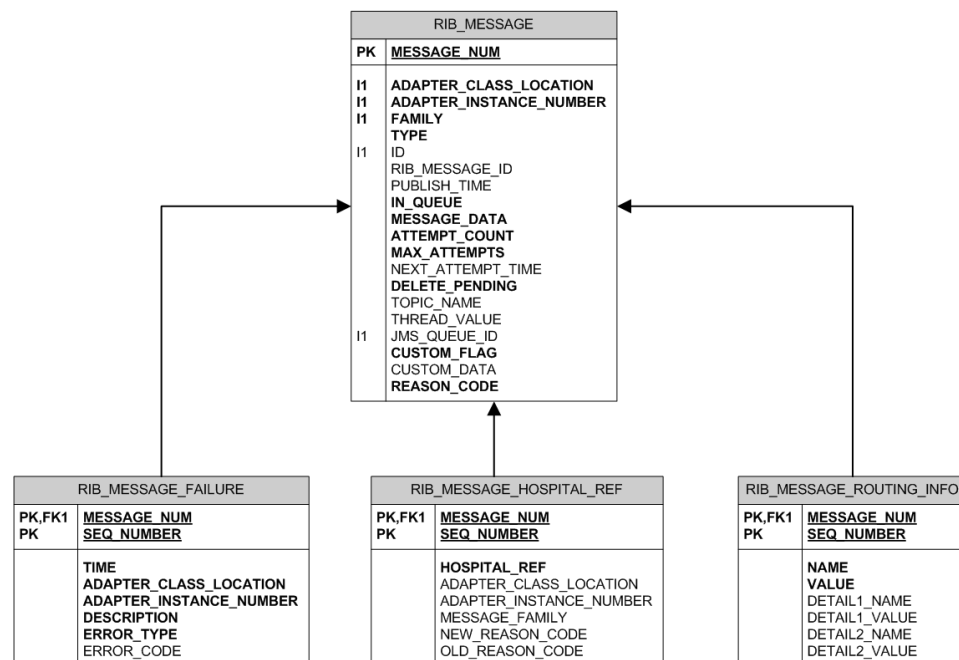 RIB_MESSAGE
PK MESSAGE_NUM
I1 ADAPTER_CLASS_LOCATION
I1 ADAPTER_INSTANCE_NUMBER
I1 FAMILY
TYPE
I1 ID
RIB_MESSAGE_ID
PUBLISH_TIME
IN_QUEUE
MESSAGE_DATA
ATTEMPT_COUNT
MAX_ATTEMPTS
NEXT_ATTEMPT_TIME
DELETE_PENDING
TOPIC_NAME
THREAD_VALUE
I1 JMS_QUEUE_ID
CUSTOM_FLAG
CUSTOM_DATA
REASON_CODE
RIB_MESSAGE_FAILURE
PK,FK1 MESSAGE_NUM
PK SEQ_NUMBER
TIME
ADAPTER_CLASS_LOCATION
ADAPTER_INSTANCE_NUMBER
DESCRIPTION
ERROR_TYPE
ERROR_CODE
RIB_MESSAGE_HOSPITAL_REF
PK,FK1 MESSAGE_NUM
PK SEQ_NUMBER
HOSPITAL_REF
ADAPTER_CLASS_LOCATION
ADAPTER_INSTANCE_NUMBER
MESSAGE_FAMILY
NEW_REASON_CODE
OLD_REASON_CODE
RIB_MESSAGE_ROUTING_INFO
PK,FK1 MESSAGE_NUM
PK SEQ_NUMBER
NAME
VALUE
DETAIL1_NAME
DETAIL1_VALUE
DETAIL2_NAME
DETAIL2_VALUE